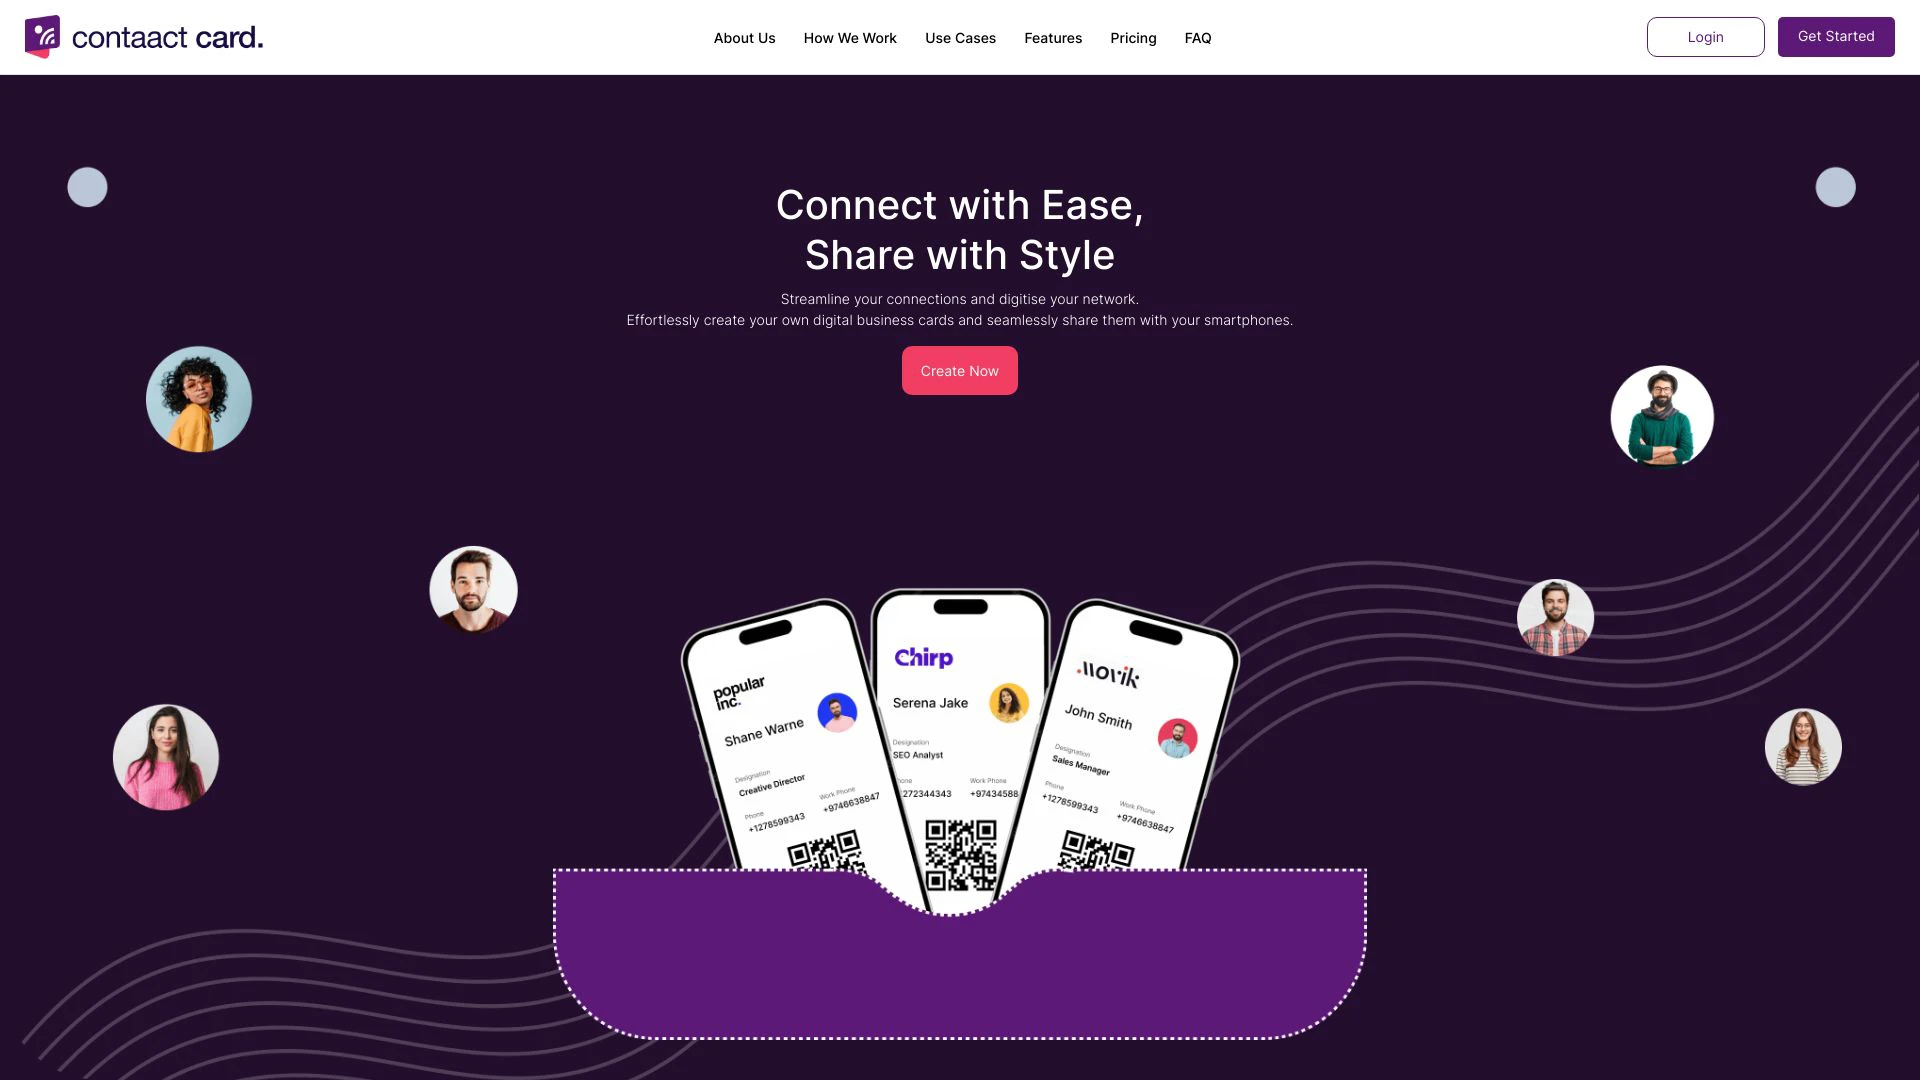 contaact card.
About Us
How We Work
Use Cases
Features
Pricing
FAQ
Login
Get Started
Connect with Ease,
Share with Style
Streamline your connections and digitise your network.
Effortlessly create your own digital business cards and seamlessly share them with your smartphones.
Create Now
popular
inc.
Shane Warne
Designation
Creative Director
Phone
Work Phone
+1278599343
+9746638847
Chirp
Serena Jake
Designation
SEO Analyst
Work Phone
272344343
+97434588
Movik
John Smith
Designation
Sales Manager
Phone
Work Phone
+1278599343
+9746638847